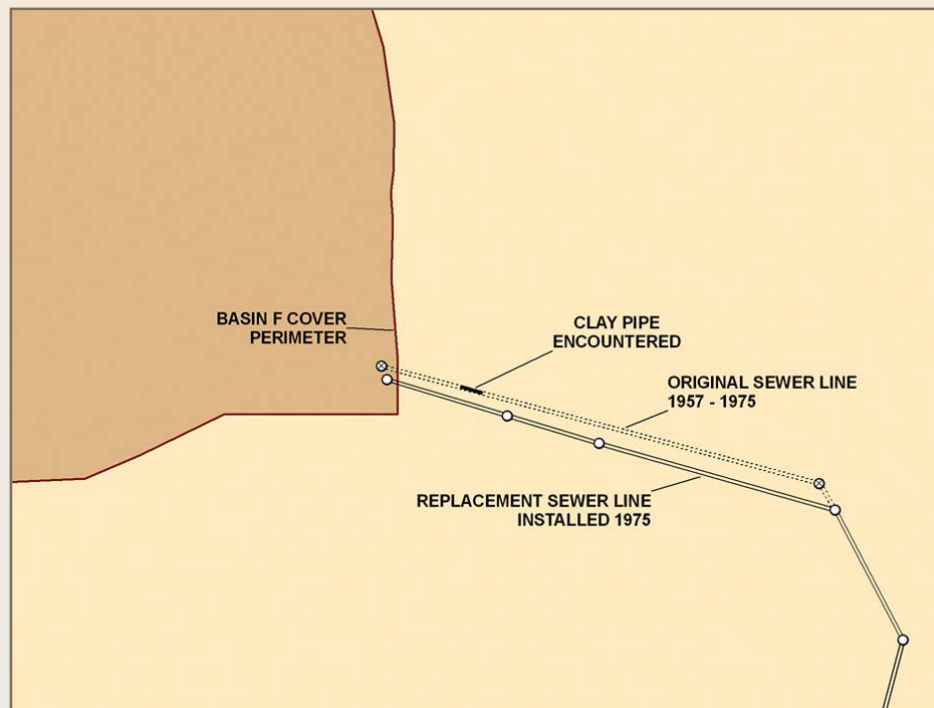 BASIN F COVER
PERIMETER
CLAY PIPE
ENCOUNTERED
ORIGINAL SEWER LINE
1957 - 1975
REPLACEMENT SEWER LINE
INSTALLED 1975